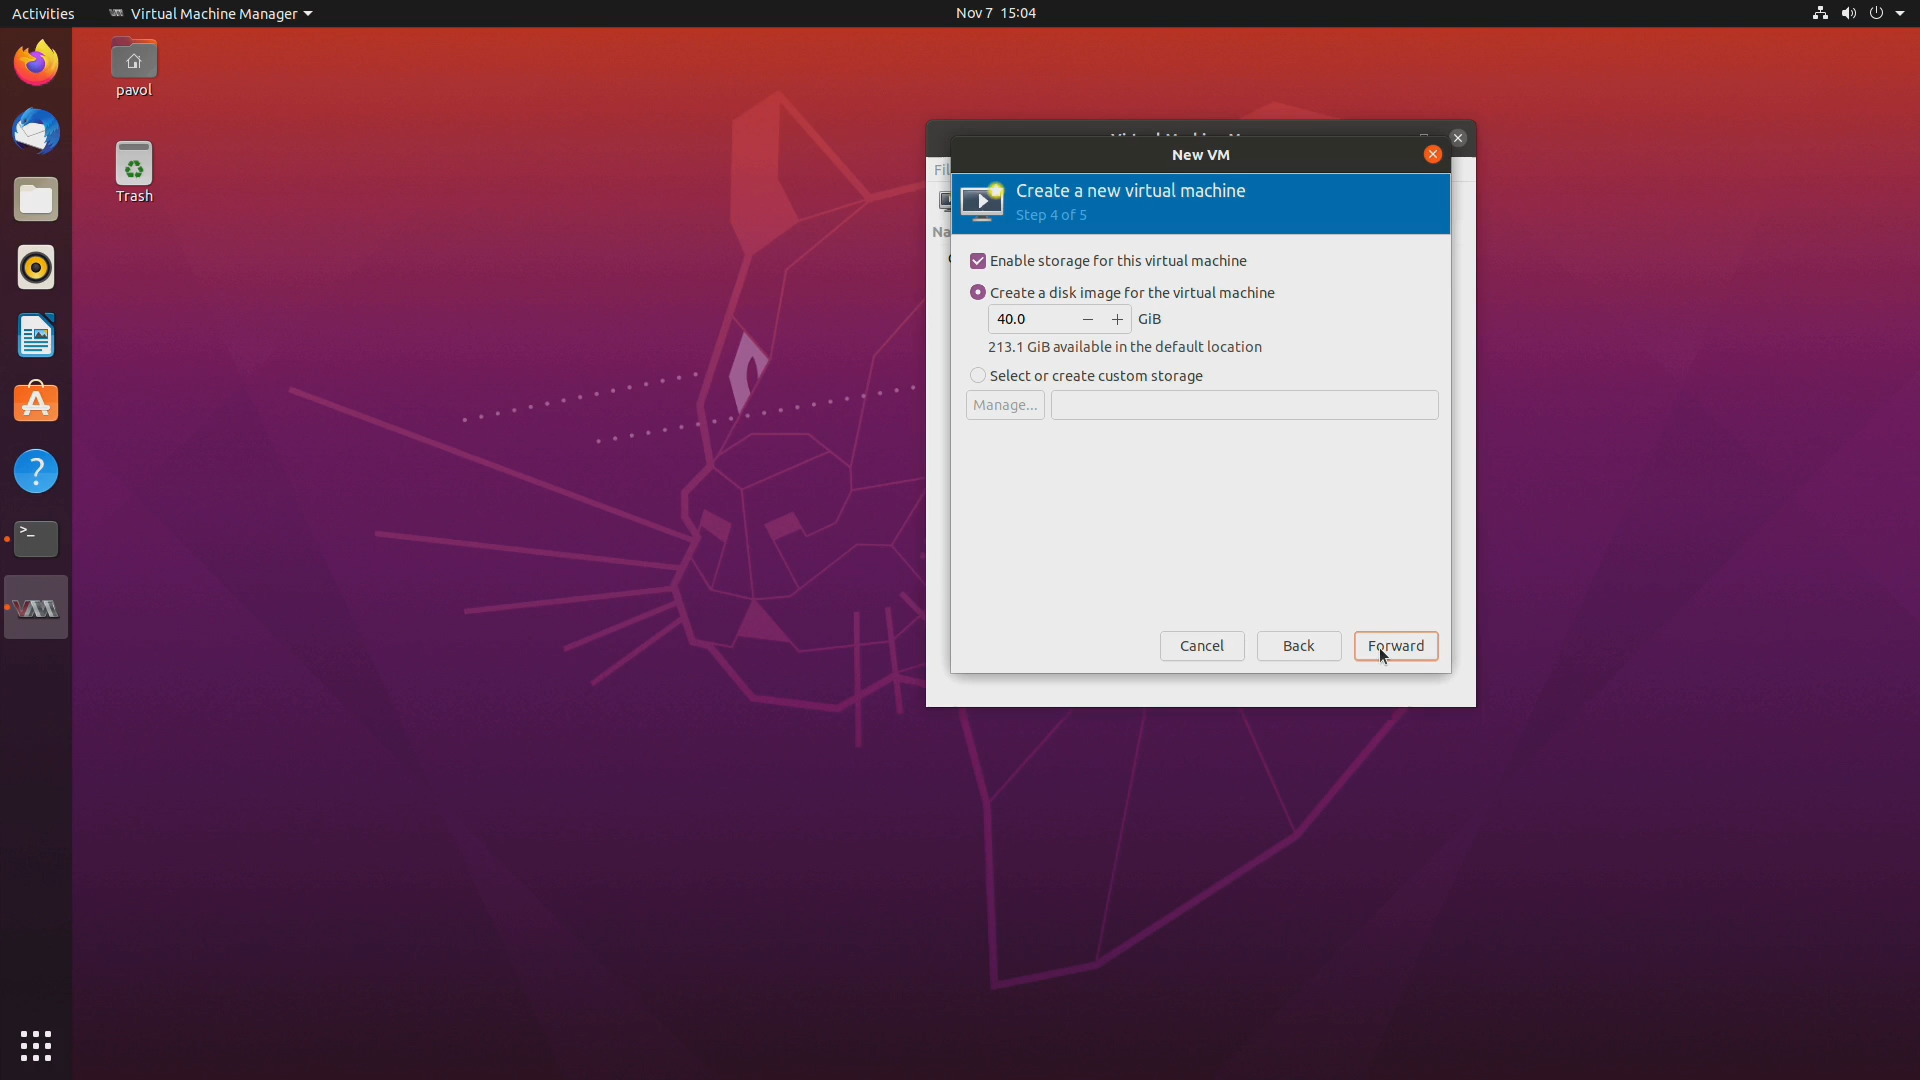 Activities
Virtual Machine Manager
Nov 7 15:04
pavol
Trash
New VM
Create a new virtual machine
Step 4 of 5
Enable storage for this virtual machine
Create a disk image for the virtual machine
40.0 − + GiB
213.1 GiB available in the default location
Select or create custom storage
Manage...
Cancel Back Forward